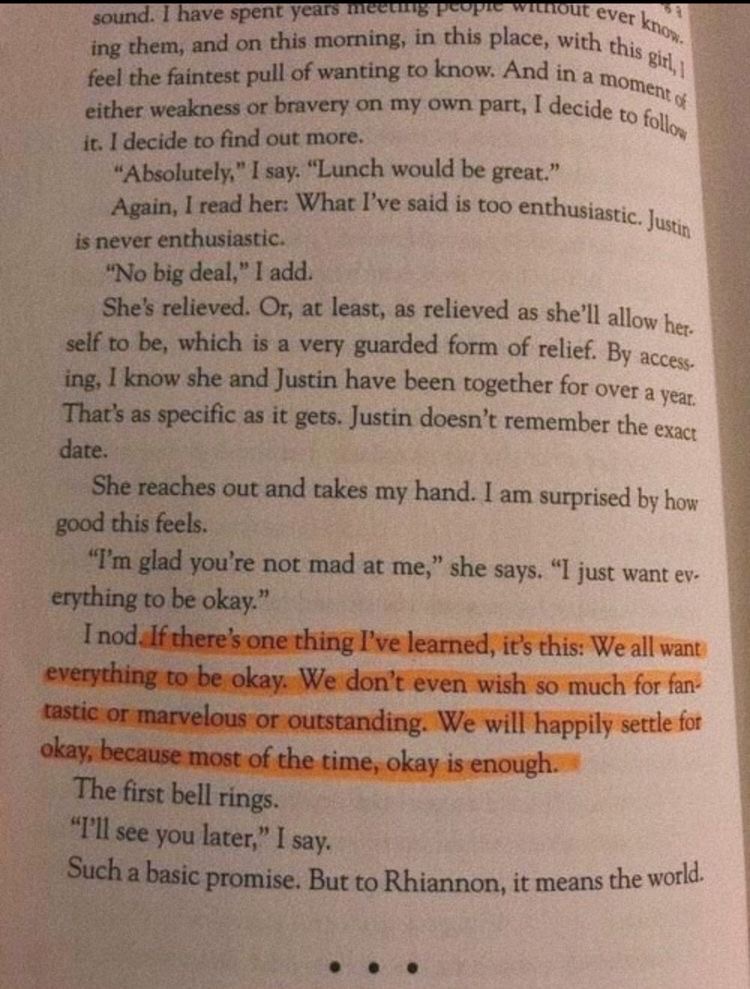 sound. I have spent years meeting people without ever know-
ing them, and on this morning, in this place, with this girl, I
feel the faintest pull of wanting to know. And in a moment of
either weakness or bravery on my own part, I decide to follow
it. I decide to find out more.
“Absolutely,” I say. “Lunch would be great.”
Again, I read her: What I’ve said is too enthusiastic. Justin
is never enthusiastic.
“No big deal,” I add.
She’s relieved. Or, at least, as relieved as she’ll allow her-
self to be, which is a very guarded form of relief. By access-
ing, I know she and Justin have been together for over a year.
That’s as specific as it gets. Justin doesn’t remember the exact
date.
She reaches out and takes my hand. I am surprised by how
good this feels.
“I’m glad you’re not mad at me,” she says. “I just want ev-
erything to be okay.”
I nod. If there’s one thing I’ve learned, it’s this: We all want
everything to be okay. We don’t even wish so much for fan-
tastic or marvelous or outstanding. We will happily settle for
okay, because most of the time, okay is enough.
The first bell rings.
“I’ll see you later,” I say.
Such a basic promise. But to Rhiannon, it means the world.
• • •